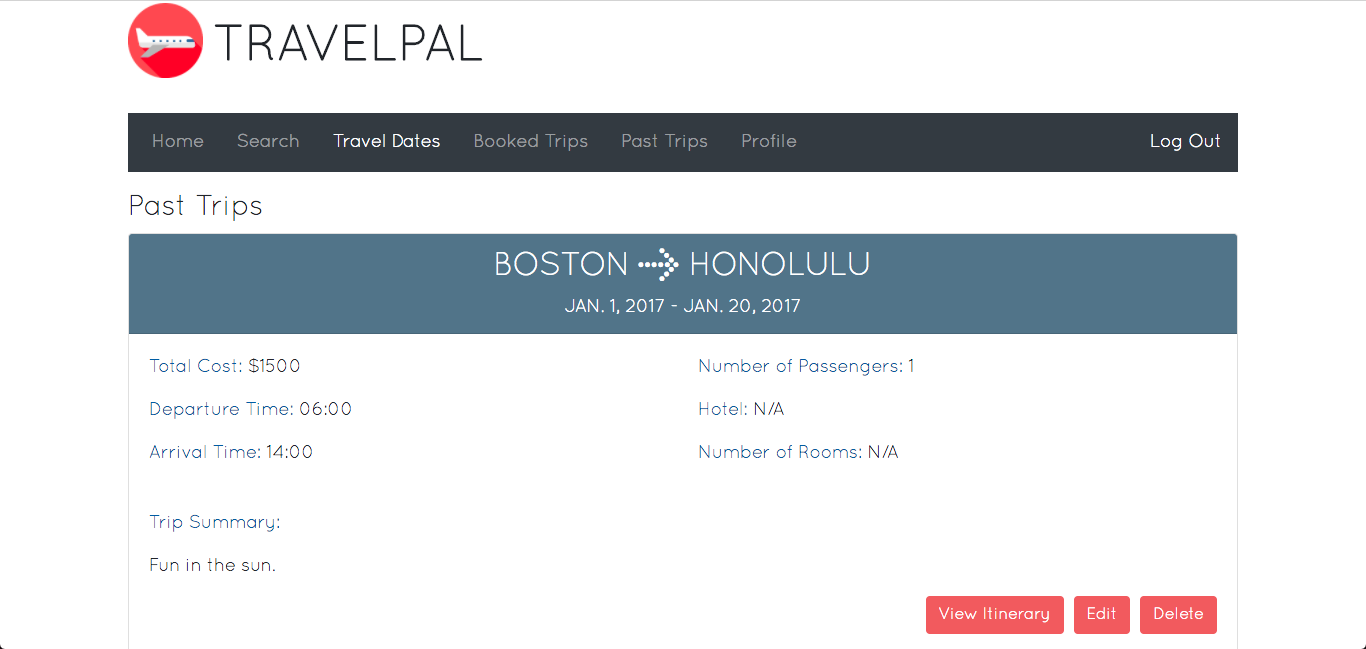 TRAVELPAL
Home Search Travel Dates Booked Trips Past Trips Profile Log Out
Past Trips
BOSTON HONOLULU
JAN. 1, 2017 - JAN. 20, 2017
Total Cost: $1500 Number of Passengers: 1
Departure Time: 06:00 Hotel: N/A
Arrival Time: 14:00 Number of Rooms: N/A
Trip Summary:
Fun in the sun.
View Itinerary Edit Delete